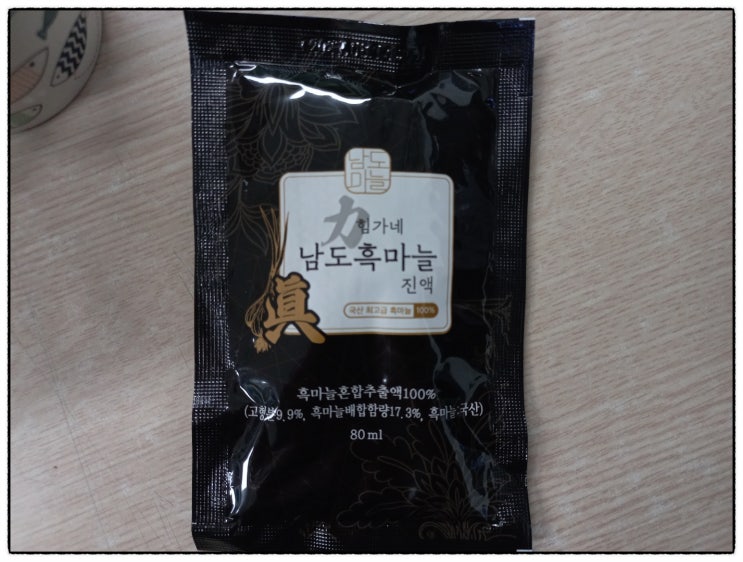 남도
마늘
力
힘가네
남도흑마늘
진액
眞
국산 최고급 흑마늘 100%
흑마늘혼합추출액100%
(고형분9.9%, 흑마늘배합함량17.3%, 흑마늘:국산)
80ml